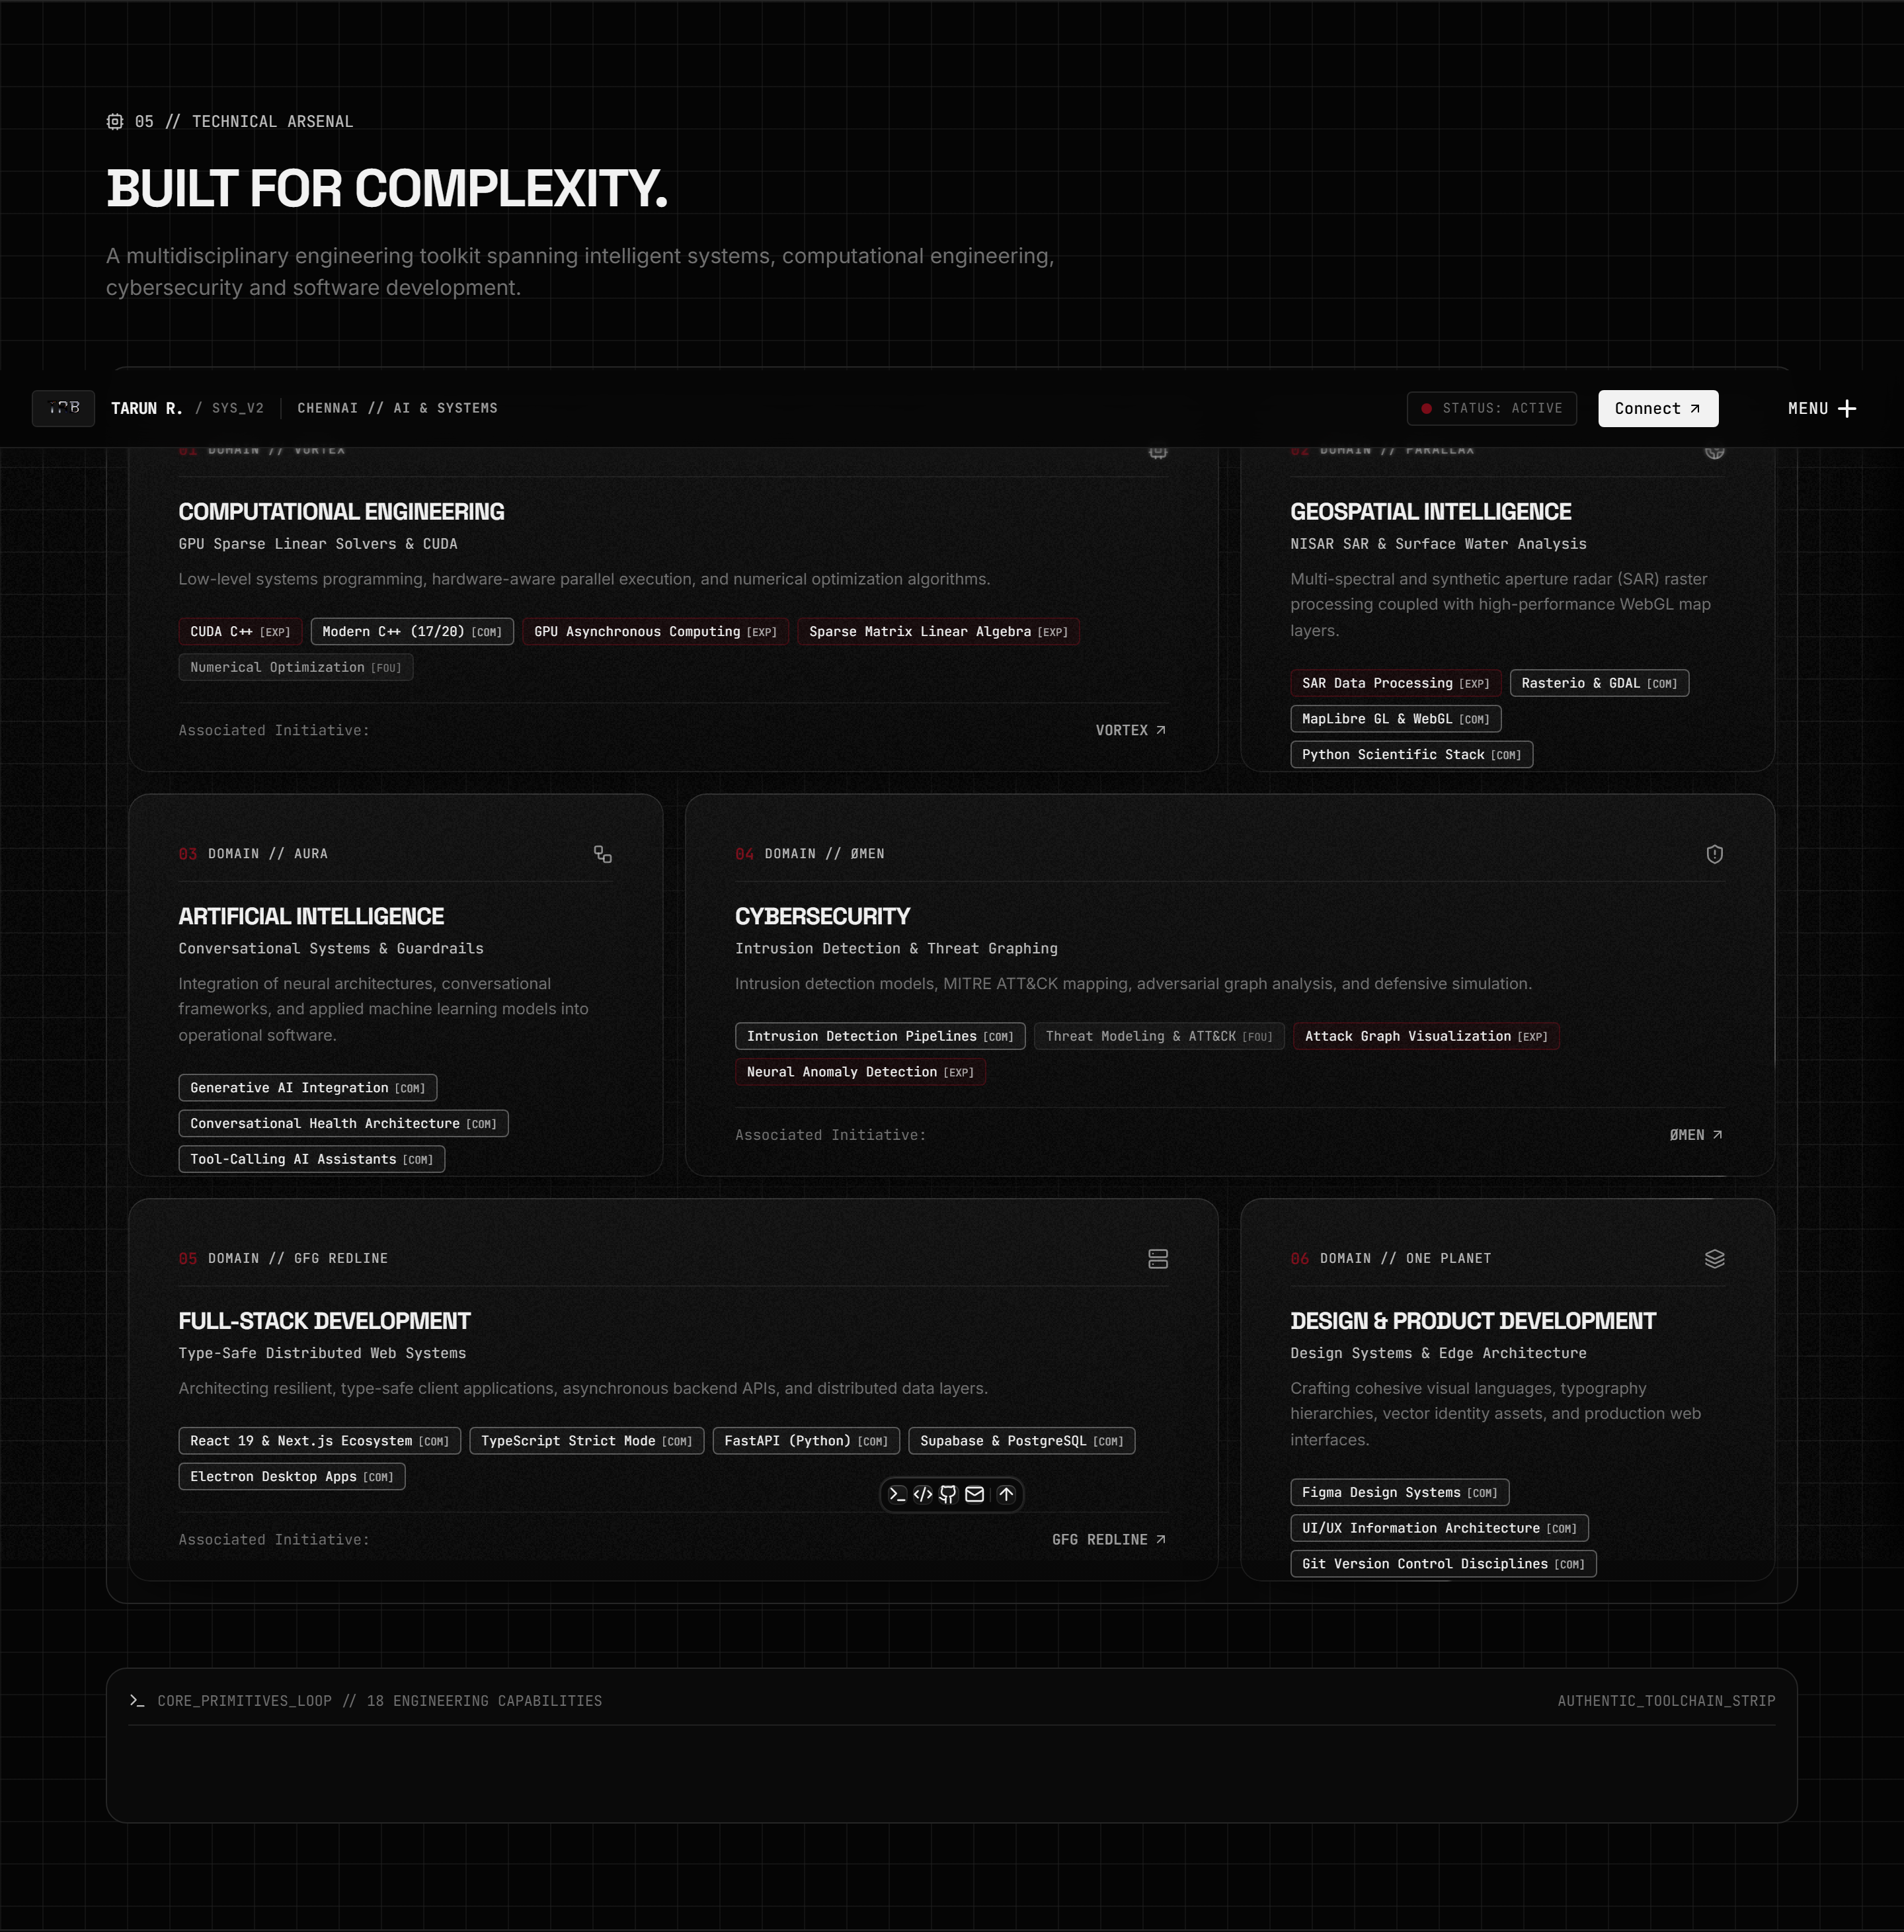 05 // TECHNICAL ARSENAL
BUILT FOR COMPLEXITY.
A multidisciplinary engineering toolkit spanning intelligent systems, computational engineering,
cybersecurity and software development.
TARUN R. / SYS_V2 CHENNAI // AI & SYSTEMS
STATUS: ACTIVE
Connect
MENU
01 DOMAIN // VORTEX
COMPUTATIONAL ENGINEERING
GPU Sparse Linear Solvers & CUDA
Low-level systems programming, hardware-aware parallel execution, and numerical optimization algorithms.
CUDA C++ [EXP] Modern C++ (17/20) [COM] GPU Asynchronous Computing [EXP] Sparse Matrix Linear Algebra [EXP]
Numerical Optimization [FOU]
Associated Initiative: VORTEX
02 DOMAIN // PARALLAX
GEOSPATIAL INTELLIGENCE
NISAR SAR & Surface Water Analysis
Multi-spectral and synthetic aperture radar (SAR) raster
processing coupled with high-performance WebGL map
layers.
SAR Data Processing [EXP] Rasterio & GDAL [COM]
MapLibre GL & WebGL [COM]
Python Scientific Stack [COM]
03 DOMAIN // AURA
ARTIFICIAL INTELLIGENCE
Conversational Systems & Guardrails
Integration of neural architectures, conversational
frameworks, and applied machine learning models into
operational software.
Generative AI Integration [COM]
Conversational Health Architecture [COM]
Tool-Calling AI Assistants [COM]
04 DOMAIN // ØMEN
CYBERSECURITY
Intrusion Detection & Threat Graphing
Intrusion detection models, MITRE ATT&CK mapping, adversarial graph analysis, and defensive simulation.
Intrusion Detection Pipelines [COM] Threat Modeling & ATT&CK [FOU] Attack Graph Visualization [EXP]
Neural Anomaly Detection [EXP]
Associated Initiative: ØMEN
05 DOMAIN // GFG REDLINE
FULL-STACK DEVELOPMENT
Type-Safe Distributed Web Systems
Architecting resilient, type-safe client applications, asynchronous backend APIs, and distributed data layers.
React 19 & Next.js Ecosystem [COM] TypeScript Strict Mode [COM] FastAPI (Python) [COM] Supabase & PostgreSQL [COM]
Electron Desktop Apps [COM]
Associated Initiative: GFG REDLINE
06 DOMAIN // ONE PLANET
DESIGN & PRODUCT DEVELOPMENT
Design Systems & Edge Architecture
Crafting cohesive visual languages, typography
hierarchies, vector identity assets, and production web
interfaces.
Figma Design Systems [COM]
UI/UX Information Architecture [COM]
Git Version Control Disciplines [COM]
CORE_PRIMITIVES_LOOP // 18 ENGINEERING CAPABILITIES
AUTHENTIC_TOOLCHAIN_STRIP